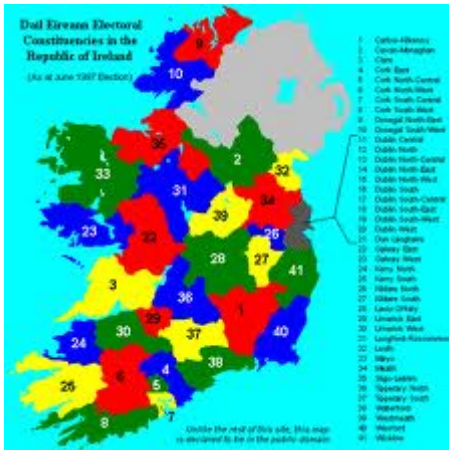 Dail Eireann Electoral
Constituencies in the
Republic of Ireland
(As at June 1997 Election)
1 Carlow-Kilkenny
2 Cavan-Monaghan
3 Clare
4 Cork East
5 Cork North-Central
6 Cork North-West
7 Cork South-Central
8 Cork South-West
9 Donegal North-East
10 Donegal South-West
11 Dublin Central
12 Dublin North
13 Dublin North-Central
14 Dublin North-East
15 Dublin North-West
16 Dublin South
17 Dublin South-Central
18 Dublin South-East
19 Dublin South-West
20 Dublin West
21 Dun Laoghaire
22 Galway East
23 Galway West
24 Kerry North
25 Kerry South
26 Kildare North
27 Kildare South
28 Laois-Offaly
29 Limerick East
30 Limerick West
31 Longford-Roscommon
32 Louth
33 Mayo
34 Meath
35 Sligo-Leitrim
36 Tipperary North
37 Tipperary South
38 Waterford
39 Westmeath
40 Wexford
41 Wicklow
9
10
35
2
33
32
31
34
39
23
22
26
28
27
41
3
36
1
29
30
37
40
24
38
6
4
25
5
8
7
Unlike the rest of this site, this map
is declared to be in the public domain